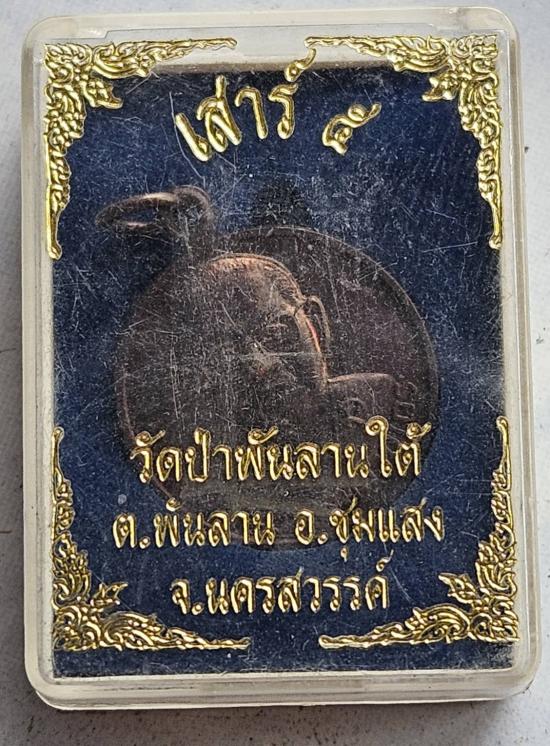 เสาร์ ๕
วัดป่าพันลานใต้
ต.พันลาน อ.ชุมแสง
จ.นครสวรรค์